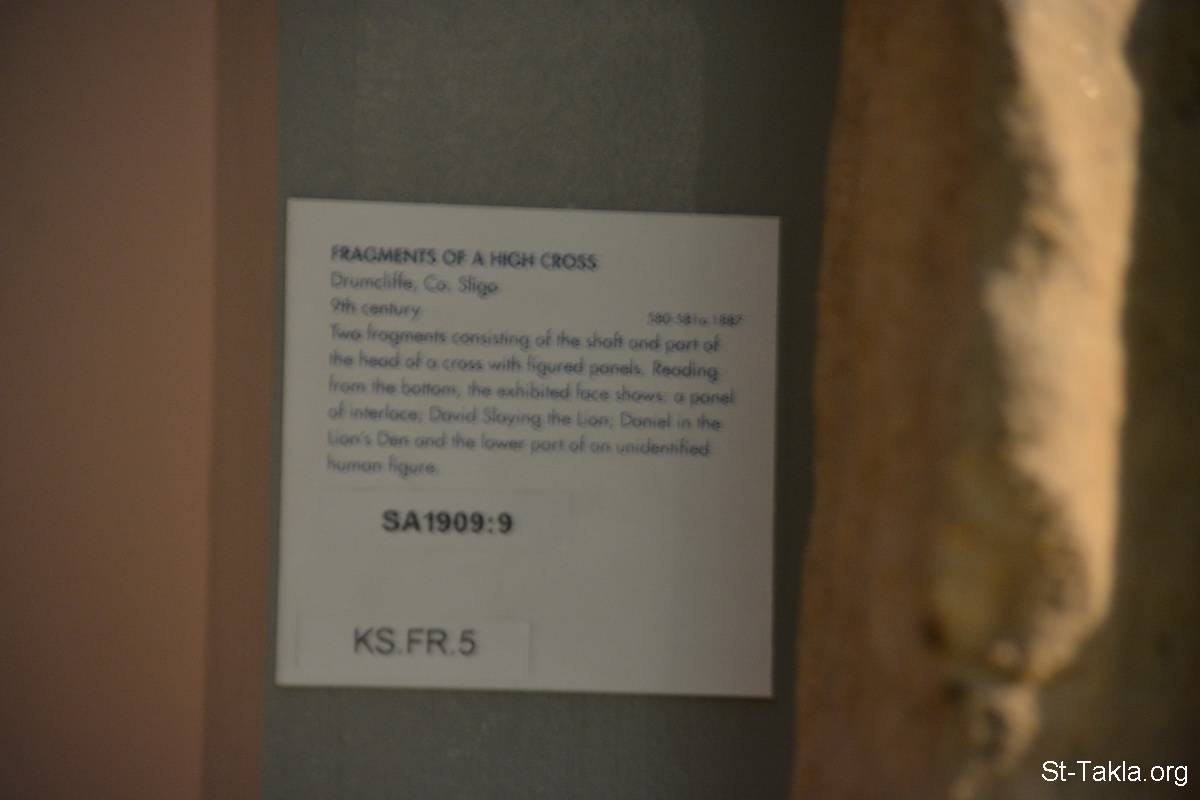 FRAGMENTS OF A HIGH CROSS
Drumcliffe, Co. Sligo
9th century
580-581a.1887
Two fragments consisting of the shaft and part of
the head of a cross with figured panels. Reading
from the bottom, the exhibited face shows: a panel
of interlace; David Slaying the Lion; Daniel in the
Lion's Den and the lower part of an unidentified
human figure.
SA1909:9
KS.FR.5
St-Takla.org